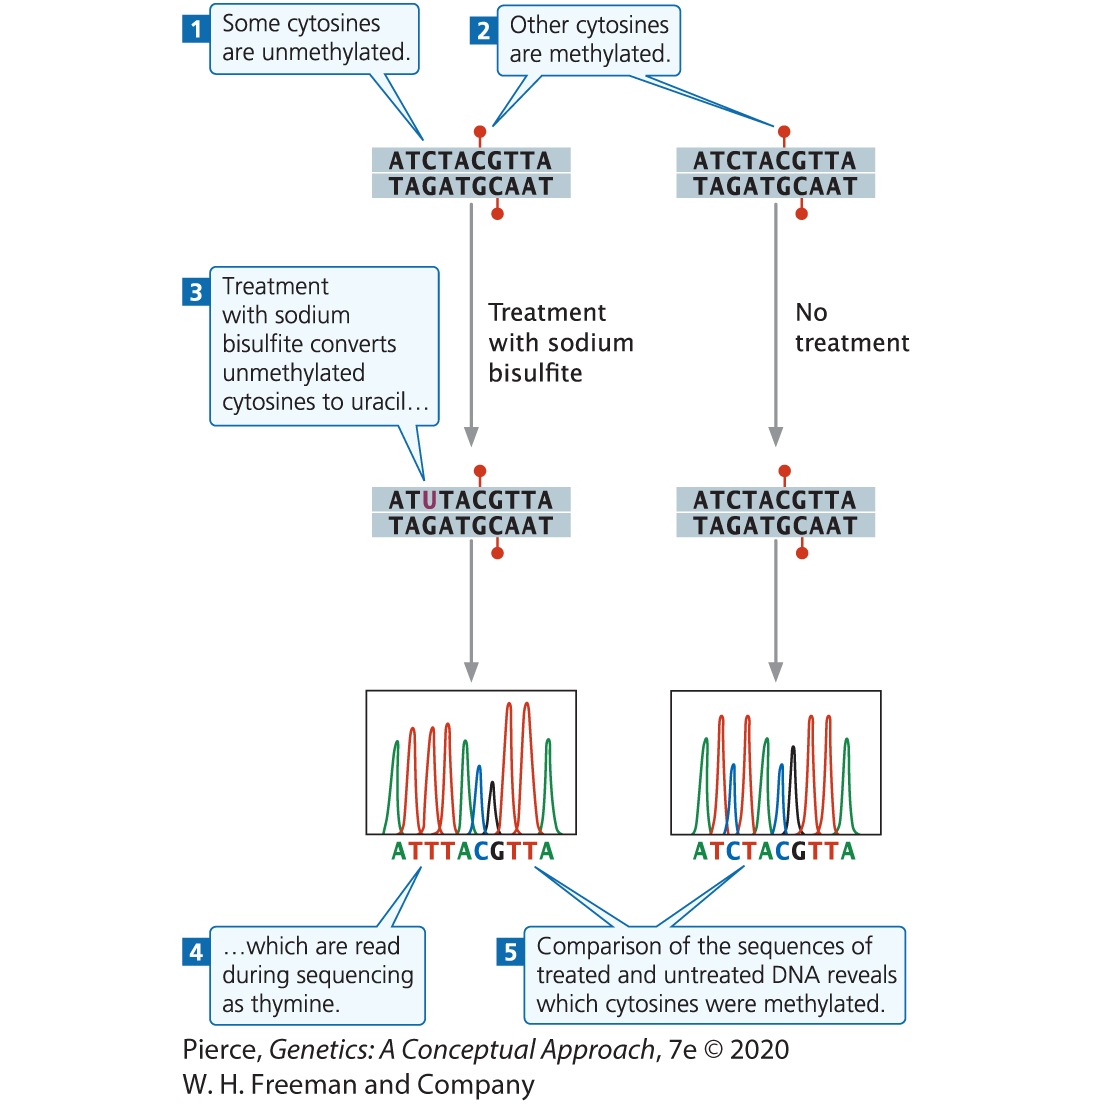 1
Some cytosines
are unmethylated.
2
Other cytosines
are methylated.
ATCTACGTTA
TAGATGCAAT
ATCTACGTTA
TAGATGCAAT
3
Treatment
with sodium
bisulfite converts
unmethylated
cytosines to uracil…
Treatment
with sodium
bisulfite
No
treatment
ATUTACGTTA
TAGATGCAAT
ATCTACGTTA
TAGATGCAAT
ATTTACGTTA
ATCTACGTTA
4
…which are read
during sequencing
as thymine.
5
Comparison of the sequences of
treated and untreated DNA reveals
which cytosines were methylated.
Pierce, Genetics: A Conceptual Approach, 7e © 2020
W. H. Freeman and Company